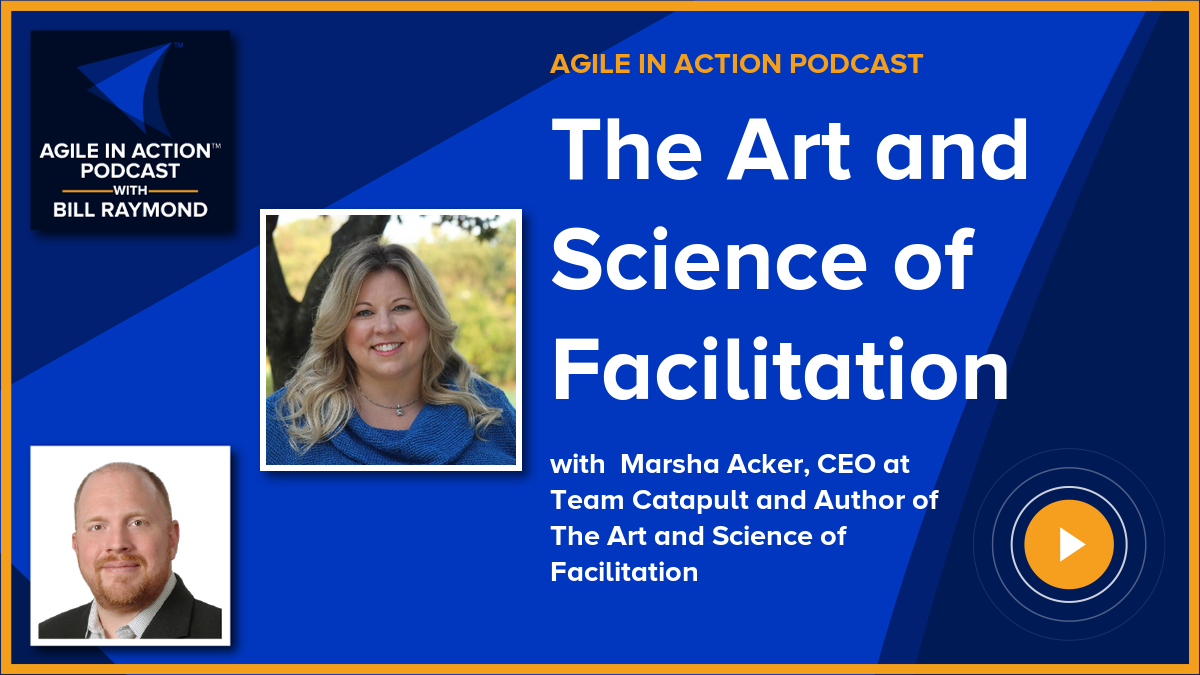 AGILE IN ACTION™
PODCAST
WITH
BILL RAYMOND
AGILE IN ACTION PODCAST
The Art and
Science of
Facilitation
with Marsha Acker, CEO at
Team Catapult and Author of
The Art and Science of
Facilitation
TM